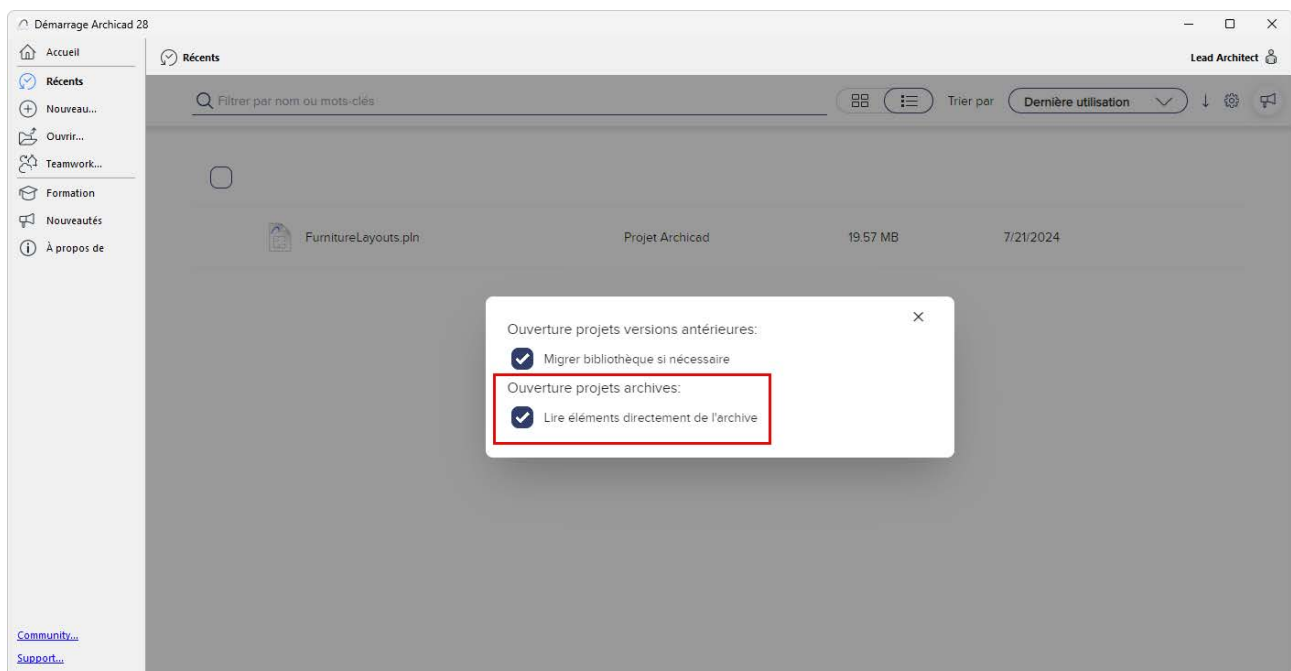 Démarrage Archicad 28
Accueil
Récents
Nouveau...
Ouvrir...
Teamwork...
Formation
Nouveautés
À propos de
Community...
Support...
Récents
Lead Architect
Filtrer par nom ou mots-clés
Trier par
Dernière utilisation
FurnitureLayouts.pln Projet Archicad 19.57 MB 7/21/2024
Ouverture projets versions antérieures:
Migrer bibliothèque si nécessaire
Ouverture projets archives:
Lire éléments directement de l'archive